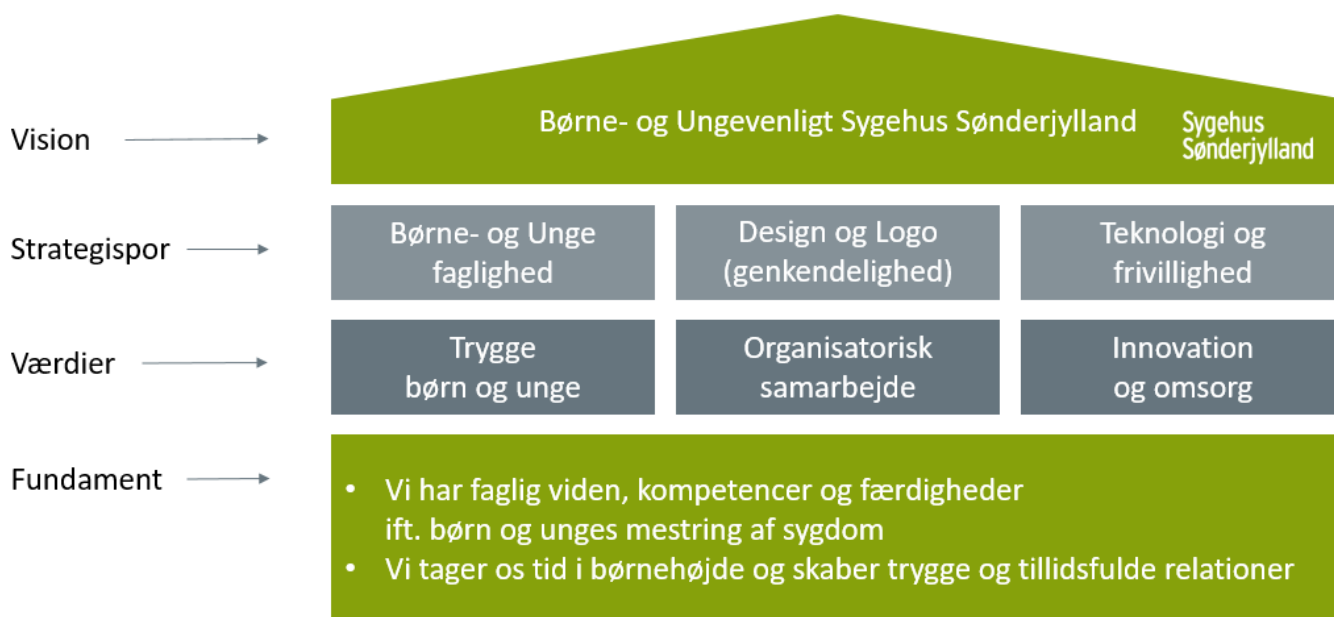 Vision
Børne- og Ungevenligt Sygehus Sønderjylland
Sygehus
Sønderjylland
Strategispor
Børne- og Unge
faglighed
Design og Logo
(genkendelighed)
Teknologi og
frivillighed
Værdier
Trygge
børn og unge
Organisatorisk
samarbejde
Innovation
og omsorg
Fundament
• Vi har faglig viden, kompetencer og færdigheder
ift. børn og unges mestring af sygdom
• Vi tager os tid i børnehøjde og skaber trygge og tillidsfulde relationer